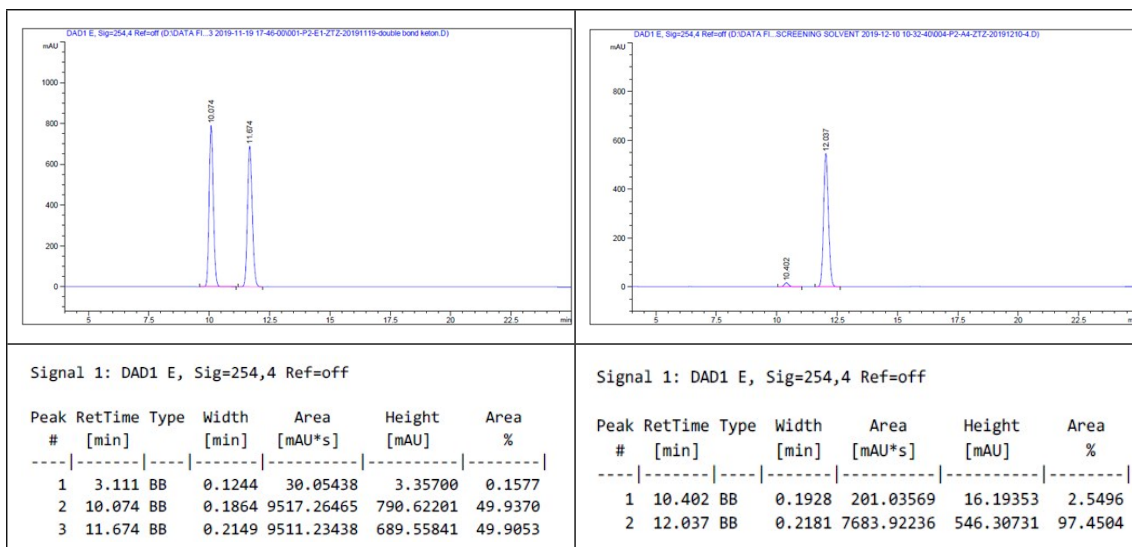 DAD1 E, Sig=254,4 Ref=off (D:\DATA FI...3 2019-11-19 17-46-00\001-P2-E1-ZTZ-20191119-double bond keton.D)
mAU
1000
800
600
400
200
0
10.074
11.674
5 7.5 10 12.5 15 17.5 20 22.5 min
DAD1 E, Sig=254,4 Ref=off (D:\DATA FI...SCREENING SOLVENT 2019-12-10 10-32-40\004-P2-A4-ZTZ-20191210-4.D)
mAU
800
600
400
200
0
10.402
12.037
5 7.5 10 12.5 15 17.5 20 22.5
Signal 1: DAD1 E, Sig=254,4 Ref=off
Peak RetTime Type Width Area Height Area
# [min] [min] [mAU*s] [mAU] %
----|-------|----|-------|----------|----------|--------|
1 3.111 BB 0.1244 30.05438 3.35700 0.1577
2 10.074 BB 0.1864 9517.26465 790.62201 49.9370
3 11.674 BB 0.2149 9511.23438 689.55841 49.9053
Signal 1: DAD1 E, Sig=254,4 Ref=off
Peak RetTime Type Width Area Height Area
# [min] [min] [mAU*s] [mAU] %
----|-------|----|-------|----------|----------|--------|
1 10.402 BB 0.1928 201.03569 16.19353 2.5496
2 12.037 BB 0.2181 7683.92236 546.30731 97.4504